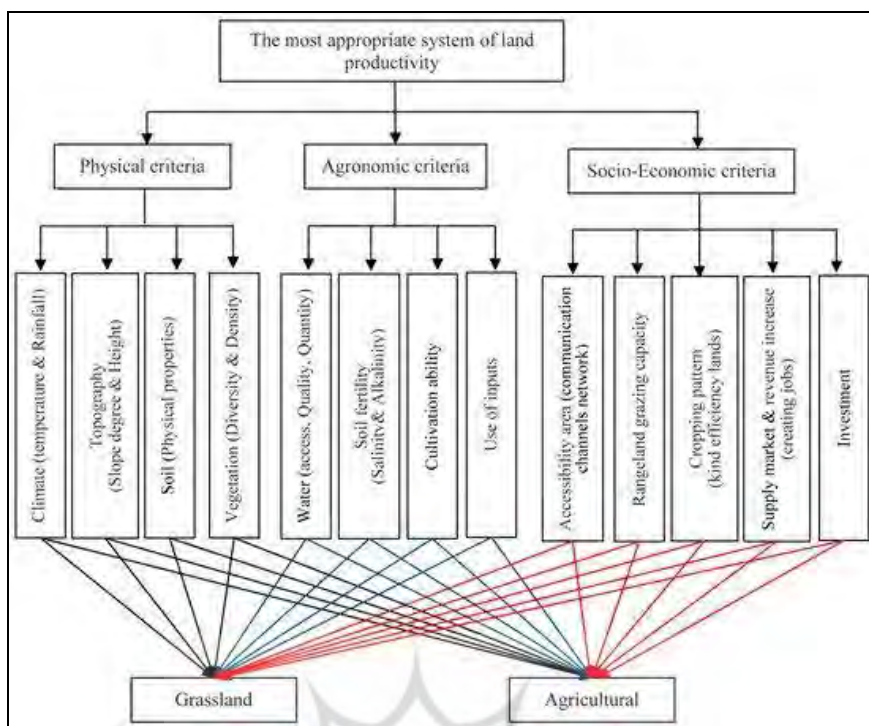 The most appropriate system of land
productivity
Physical criteria
Agronomic criteria
Socio-Economic criteria
Climate (temperature & Rainfall)
Topography
(Slope degree & Height)
Soil (Physical properties)
Vegetation (Diversity & Density)
Water (access, Quality, Quantity)
Soil fertility
(Salinity& Alkalinity)
Cultivation ability
Use of inputs
Accessibility area (communication
channels network)
Rangeland grazing capacity
Cropping pattern
(kind efficiency lands)
Supply market & revenue increase
(creating jobs)
Investment
Grassland
Agricultural